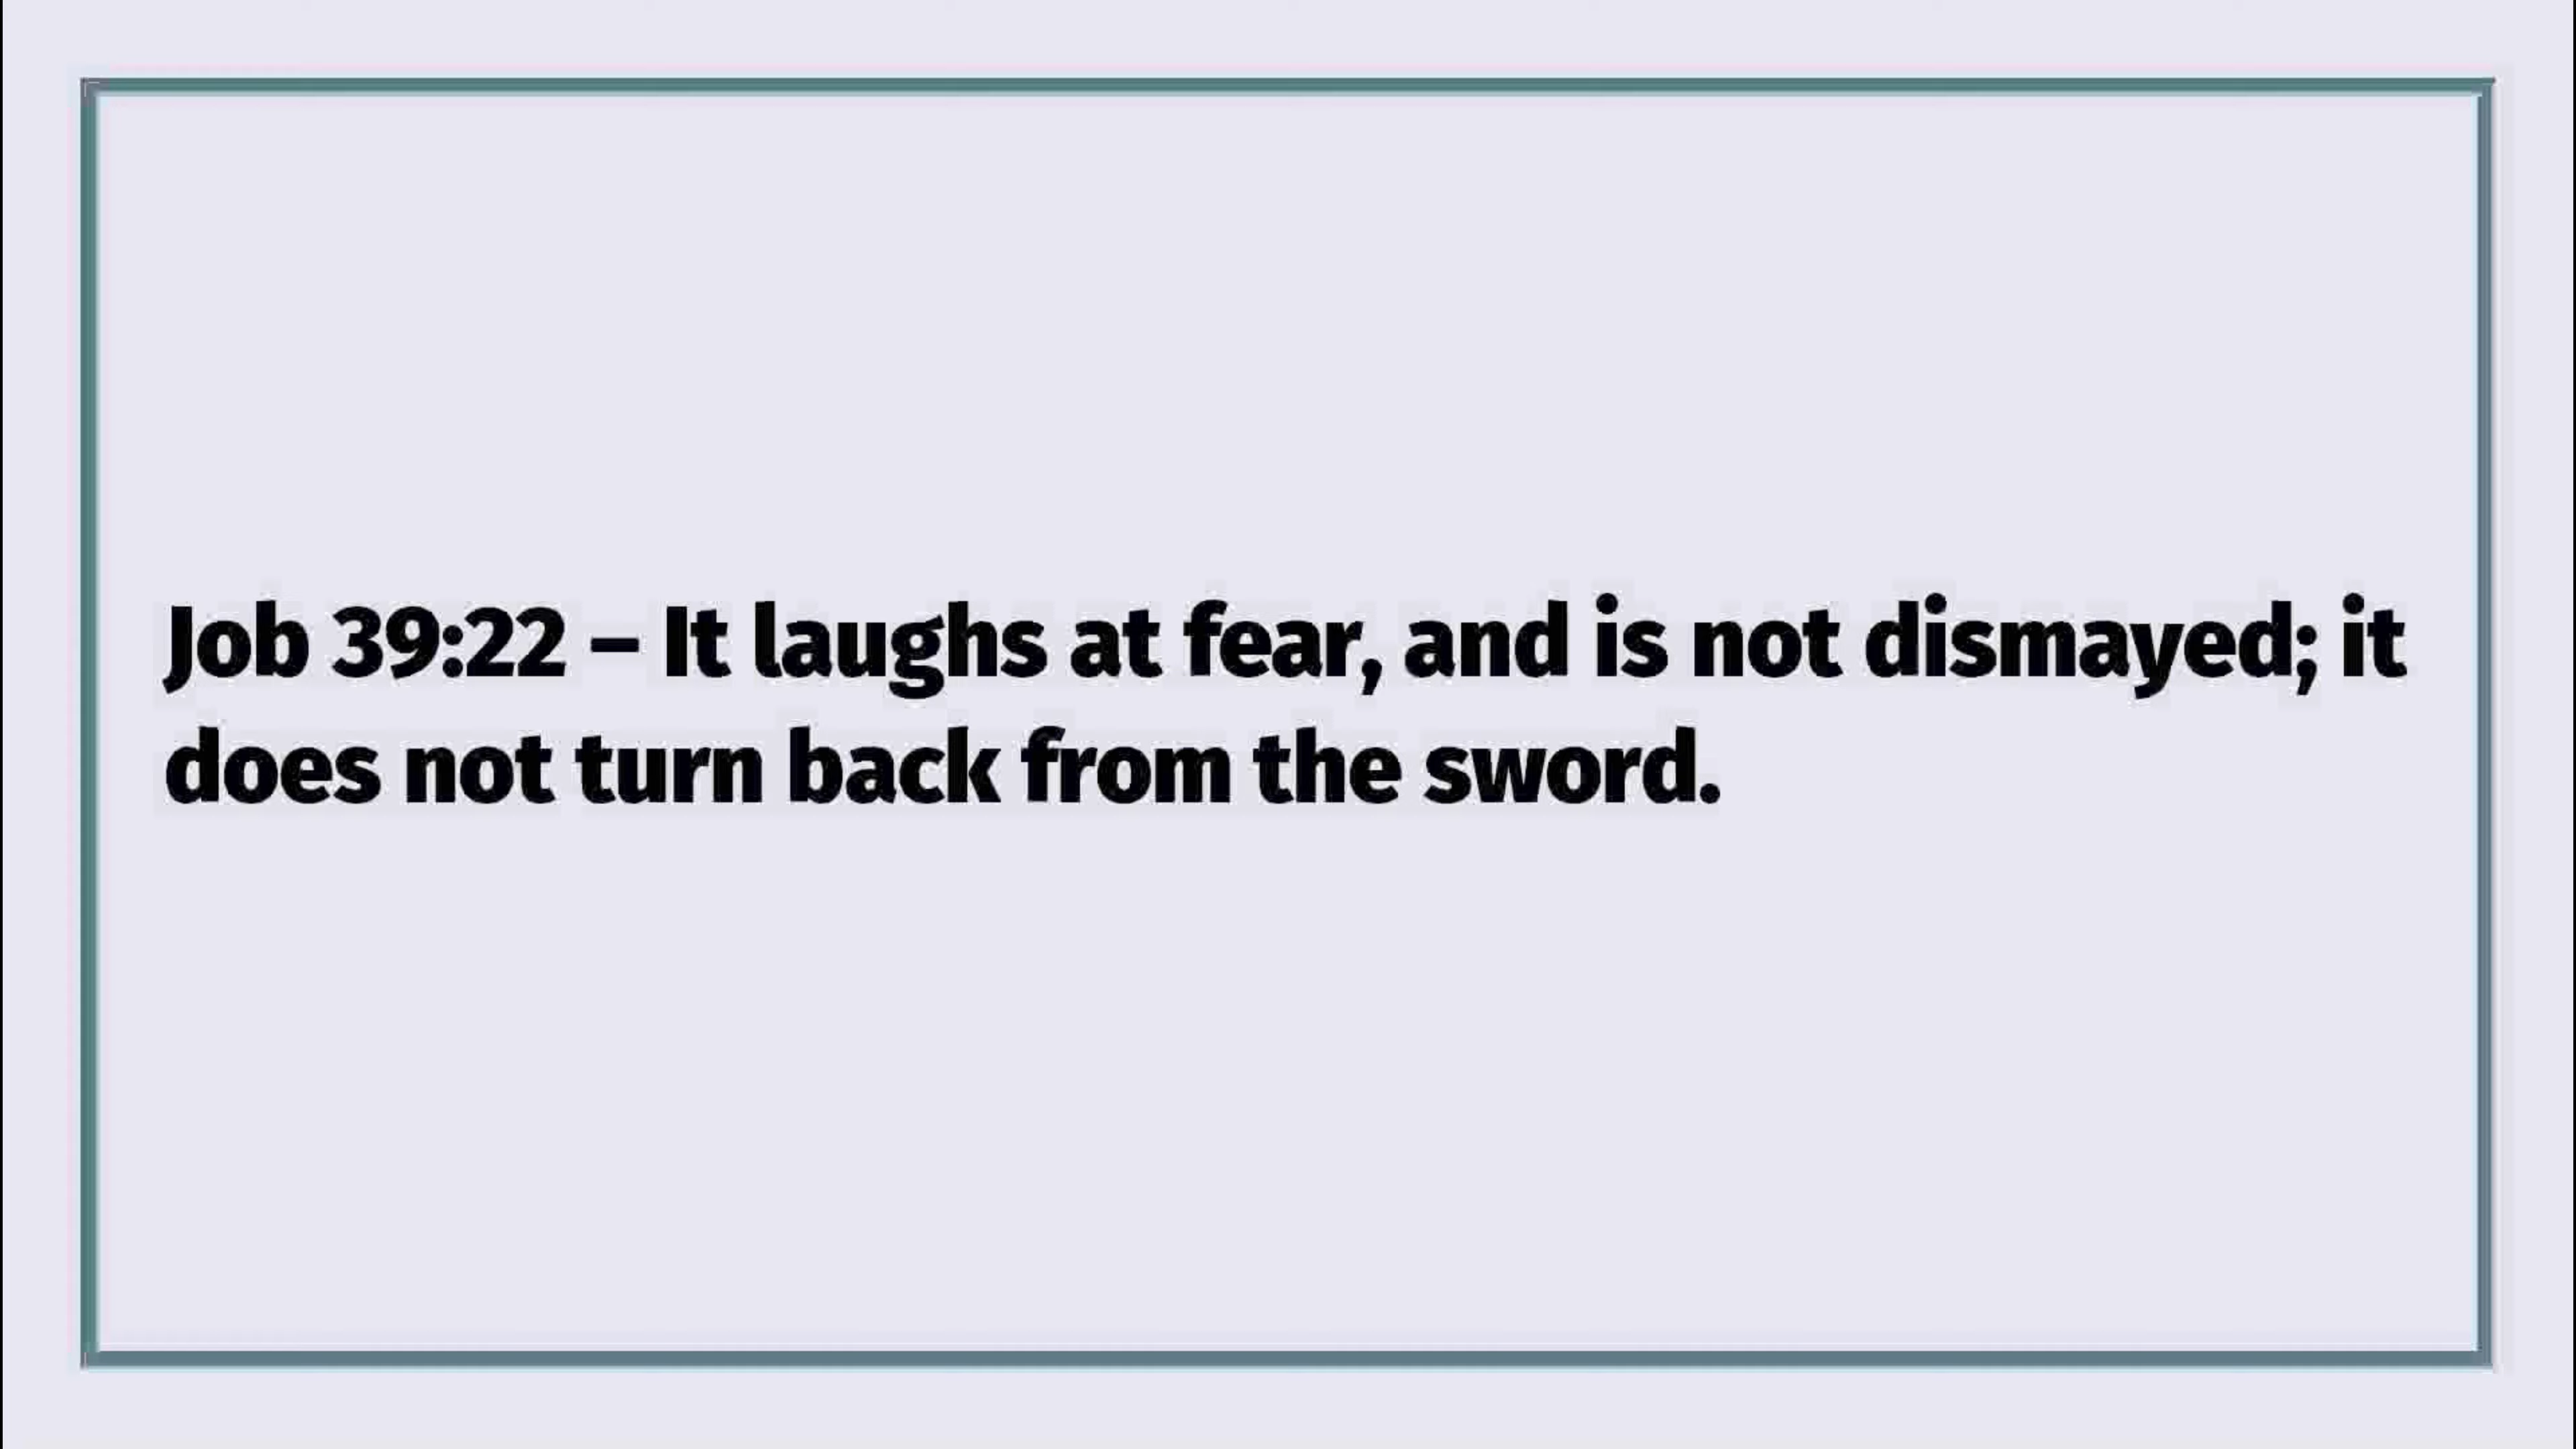 Job 39:22 – It laughs at fear, and is not dismayed; it
does not turn back from the sword.